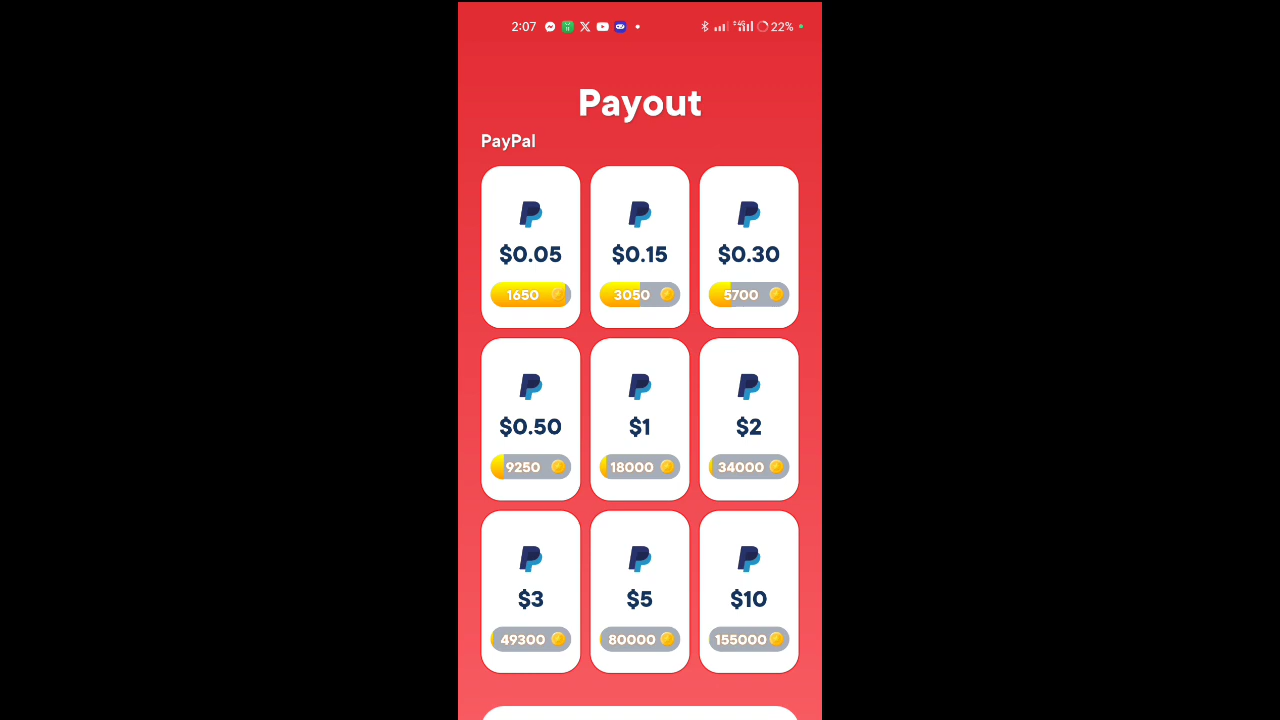 2:07 22%
Payout
PayPal
$0.05 $0.15 $0.30
1650 3050 5700
$0.50 $1 $2
9250 18000 34000
$3 $5 $10
49300 80000 155000